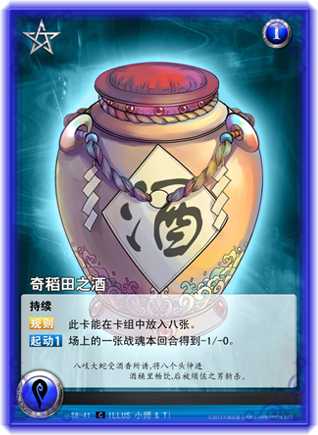 1
酒
奇稻田之酒
持续
规则 此卡能在卡组中放入八张。
起动1 场上的一张战魂本回合得到-1/-0。
八岐大蛇受酒香所诱,将八个头伸进
酒桶里畅饮,后被须佐之男斩杀。
C ILLUS 小师 & Ti